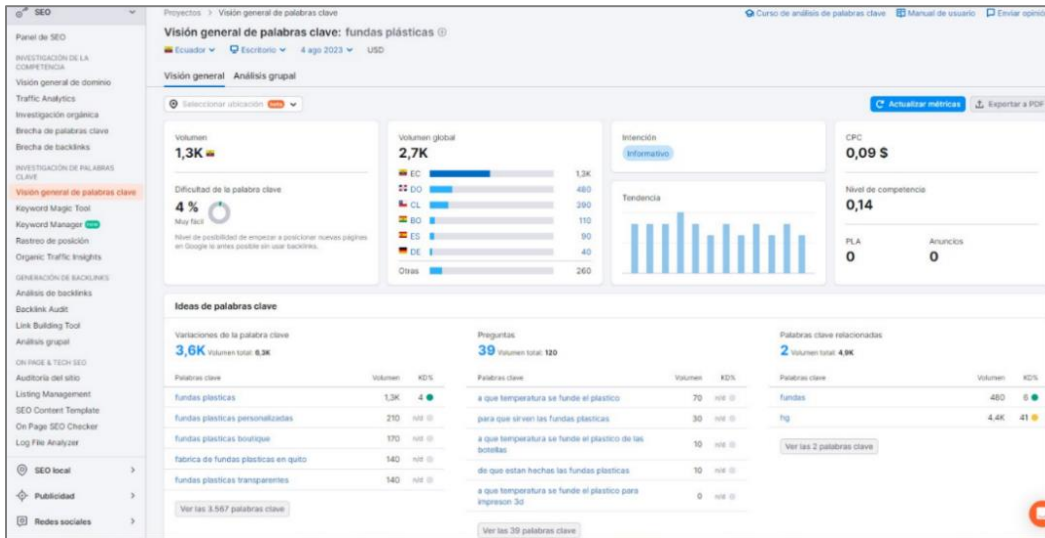 SEO
Panel de SEO
INVESTIGACIÓN DE LA
COMPETENCIA
Visión general de dominio
Traffic Analytics
Investigación orgánica
Brecha de palabras clave
Brecha de backlinks
INVESTIGACIÓN DE PALABRAS
CLAVE
Visión general de palabras clave
Keyword Magic Tool
Keyword Manager
Rastreo de posición
Organic Traffic Insights
GENERACIÓN DE BACKLINKS
Análisis de backlinks
Backlink Audit
Link Building Tool
Análisis grupal
ON PAGE & TECH SEO
Auditoría del sitio
Listing Management
SEO Content Template
On Page SEO Checker
Log File Analyzer
SEO local
Publicidad
Redes sociales
Proyectos > Visión general de palabras clave
Curso de análisis de palabras clave Manual de usuario Enviar opinió
Visión general de palabras clave: fundas plásticas
Ecuador Escritorio 4 ago 2023 USD
Visión general Análisis grupal
Seleccionar ubicación beta
Actualizar métricas Exportar a PDF
Volumen
1,3K
Dificultad de la palabra clave
4 %
Muy fácil
Nivel de posibilidad de empezar a posicionar nuevas páginas
en Google lo antes posible sin usar backlinks.
Volumen global
2,7K
EC 1,3K
DO 480
CL 390
BO 110
ES 90
DE 40
Otras 260
Intención
Informativo
Tendencia
CPC
0,09 $
Nivel de competencia
0,14
PLA Anuncios
0 0
Ideas de palabras clave
Variaciones de la palabra clave
3,6K Volumen total: 6,3K
Palabras clave Volumen KD%
fundas plasticas 1,3K 4
fundas plasticas personalizadas 210 n/d
fundas plasticas boutique 170 n/d
fabrica de fundas plasticas en quito 140 n/d
fundas plasticas transparentes 140 n/d
Ver las 3.567 palabras clave
Preguntas
39 Volumen total: 120
Palabras clave Volumen KD%
a que temperatura se funde el plastico 70 n/d
para que sirven las fundas plasticas 30 n/d
a que temperatura se funde el plastico de las
botellas 10 n/d
de que estan hechas las fundas plasticas 10 n/d
a que temperatura se funde el plastico para
impreson 3d 0 n/d
Ver las 39 palabras clave
Palabras clave relacionadas
2 Volumen total: 4,9K
Palabras clave Volumen KD%
fundas 480 6
hg 4,4K 41
Ver las 2 palabras clave